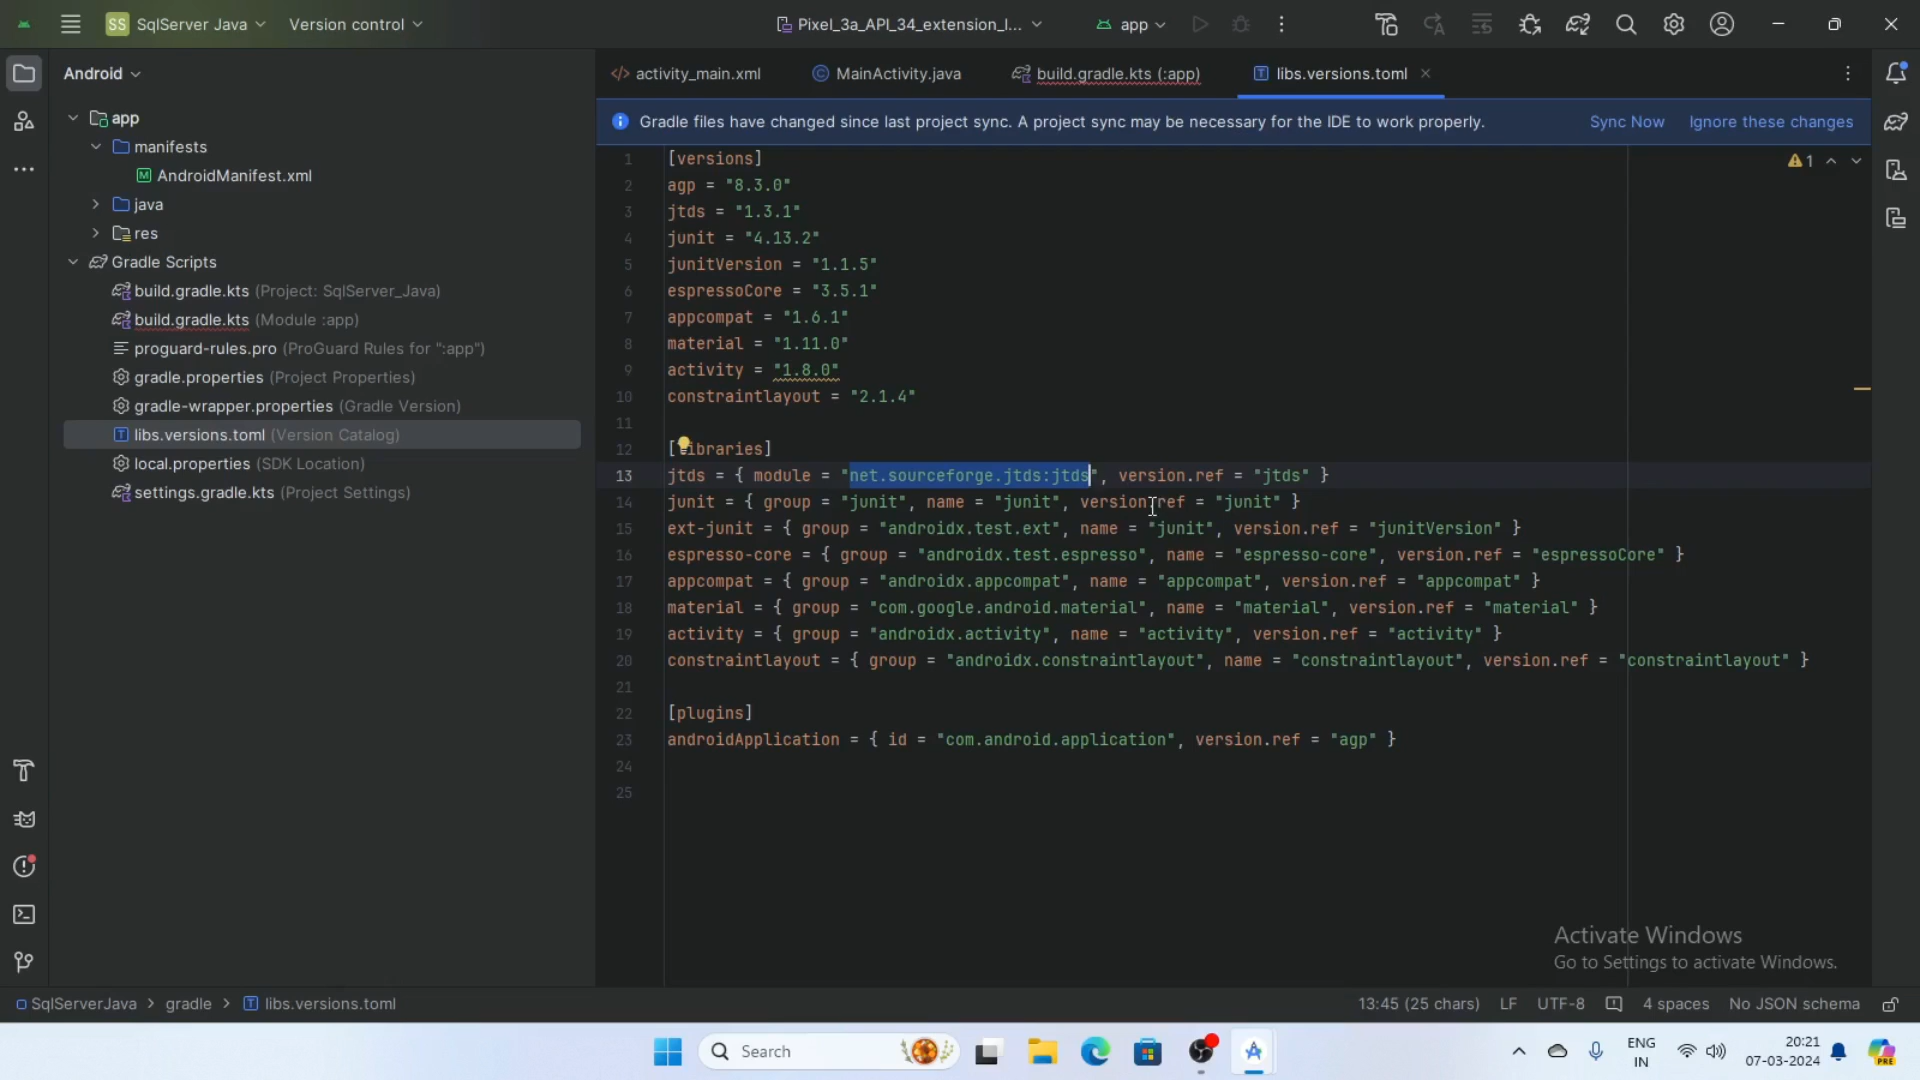 SS SqlServer Java Version control Pixel_3a_API_34_extension_l... app
Android
activity_main.xml MainActivity.java build.gradle.kts (:app) libs.versions.toml
Gradle files have changed since last project sync. A project sync may be necessary for the IDE to work properly. Sync Now Ignore these changes
app
manifests
AndroidManifest.xml
java
res
Gradle Scripts
build.gradle.kts (Project: SqlServer_Java)
build.gradle.kts (Module :app)
proguard-rules.pro (ProGuard Rules for ":app")
gradle.properties (Project Properties)
gradle-wrapper.properties (Gradle Version)
libs.versions.toml (Version Catalog)
local.properties (SDK Location)
settings.gradle.kts (Project Settings)
1 [versions] 1
2 agp = "8.3.0"
3 jtds = "1.3.1"
4 junit = "4.13.2"
5 junitVersion = "1.1.5"
6 espressoCore = "3.5.1"
7 appcompat = "1.6.1"
8 material = "1.11.0"
9 activity = "1.8.0"
10 constraintlayout = "2.1.4"
11
12 [libraries]
13 jtds = { module = "net.sourceforge.jtds:jtds", version.ref = "jtds" }
14 junit = { group = "junit", name = "junit", version.ref = "junit" }
15 ext-junit = { group = "androidx.test.ext", name = "junit", version.ref = "junitVersion" }
16 espresso-core = { group = "androidx.test.espresso", name = "espresso-core", version.ref = "espressoCore" }
17 appcompat = { group = "androidx.appcompat", name = "appcompat", version.ref = "appcompat" }
18 material = { group = "com.google.android.material", name = "material", version.ref = "material" }
19 activity = { group = "androidx.activity", name = "activity", version.ref = "activity" }
20 constraintlayout = { group = "androidx.constraintlayout", name = "constraintlayout", version.ref = "constraintlayout" }
21
22 [plugins]
23 androidApplication = { id = "com.android.application", version.ref = "agp" }
24
25
Activate Windows
Go to Settings to activate Windows.
SqlServerJava > gradle > libs.versions.toml 13:45 (25 chars) LF UTF-8 4 spaces No JSON schema
Search
ENG
IN
20:21
07-03-2024
PRE